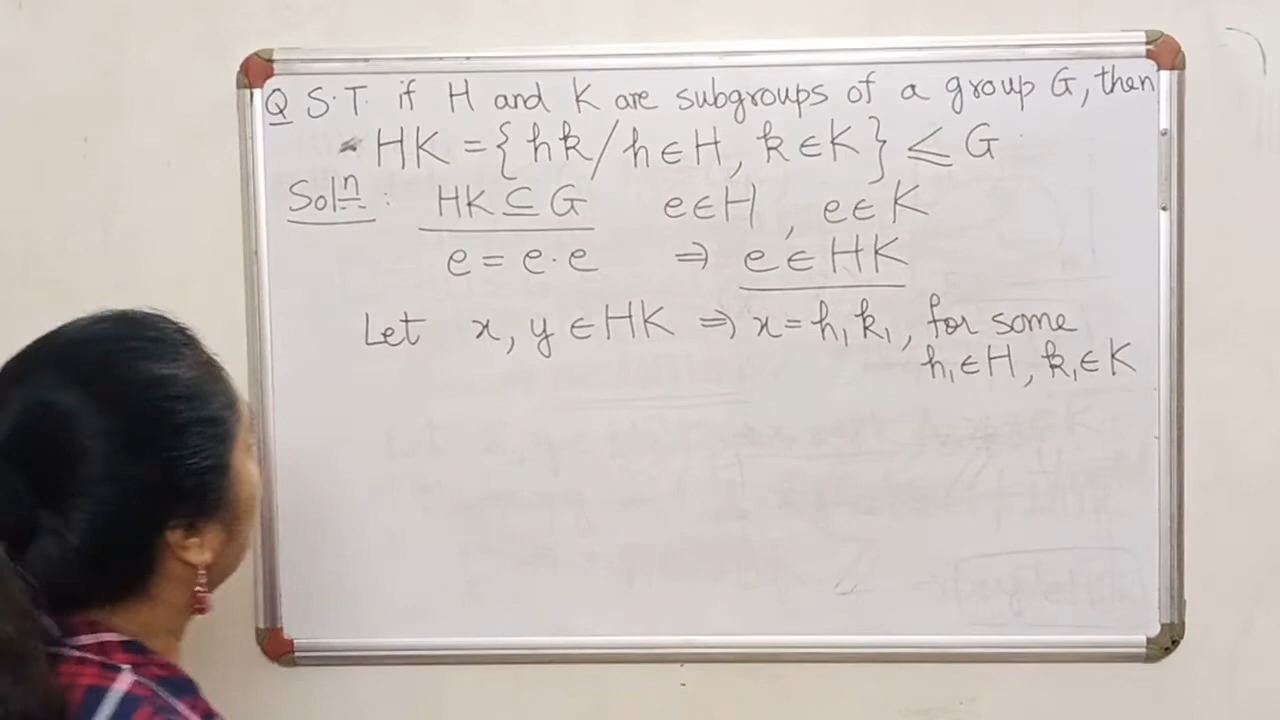 Q S.T. if H and K are subgroups of a group G, then
HK = {hk/h∈H, k∈K} ≤ G
Solⁿ: HK ⊆ G e∈H, e∈K
e = e·e ⇒ e∈HK
Let x, y ∈ HK ⇒ x = h₁k₁, for some
h₁∈H, k₁∈K